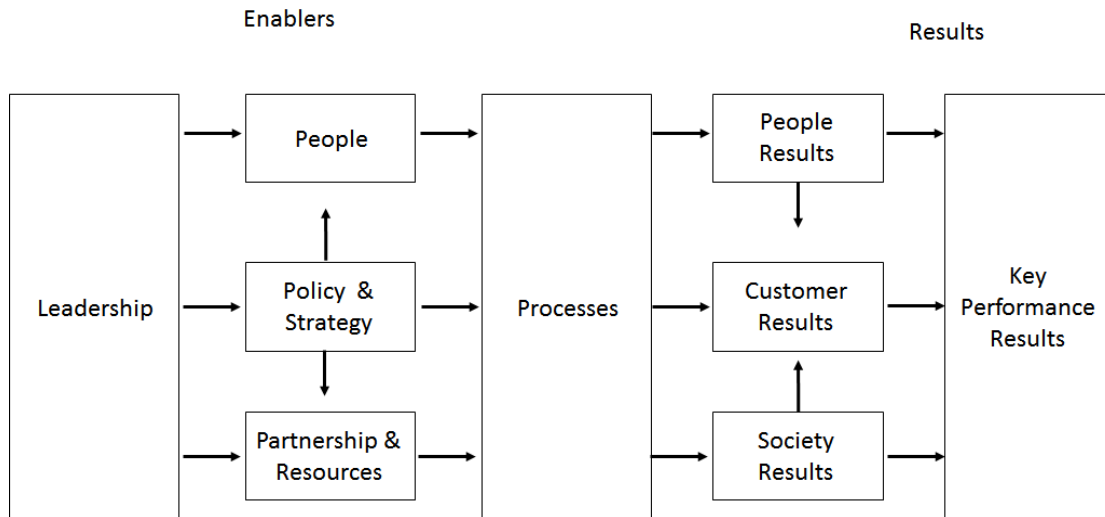 Enablers
Results
People
People
Results
Leadership
Policy & 
Strategy
Processes
Customer
Results
Key
Performance
Results
Partnership &
Resources
Society
Results